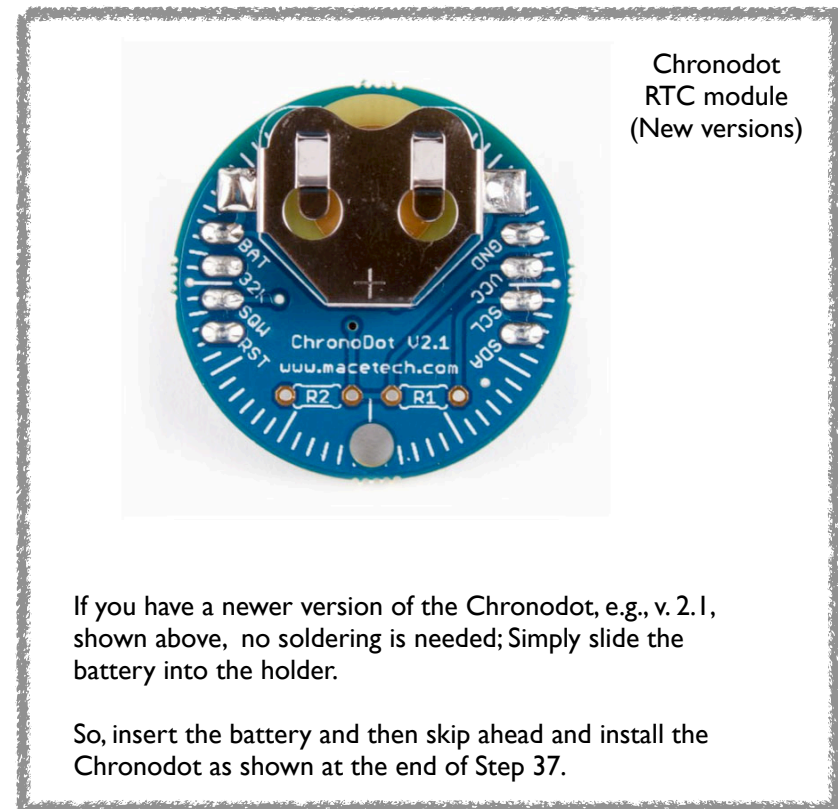 Chronodot
RTC module
(New versions)
BAT
32K
SQW
RST
GND
VCC
SCL
SDA
+
ChronoDot V2.1
www.macetech.com
R2
R1
If you have a newer version of the Chronodot, e.g., v. 2.1,
shown above,  no soldering is needed; Simply slide the
battery into the holder.
So, insert the battery and then skip ahead and install the
Chronodot as shown at the end of Step 37.